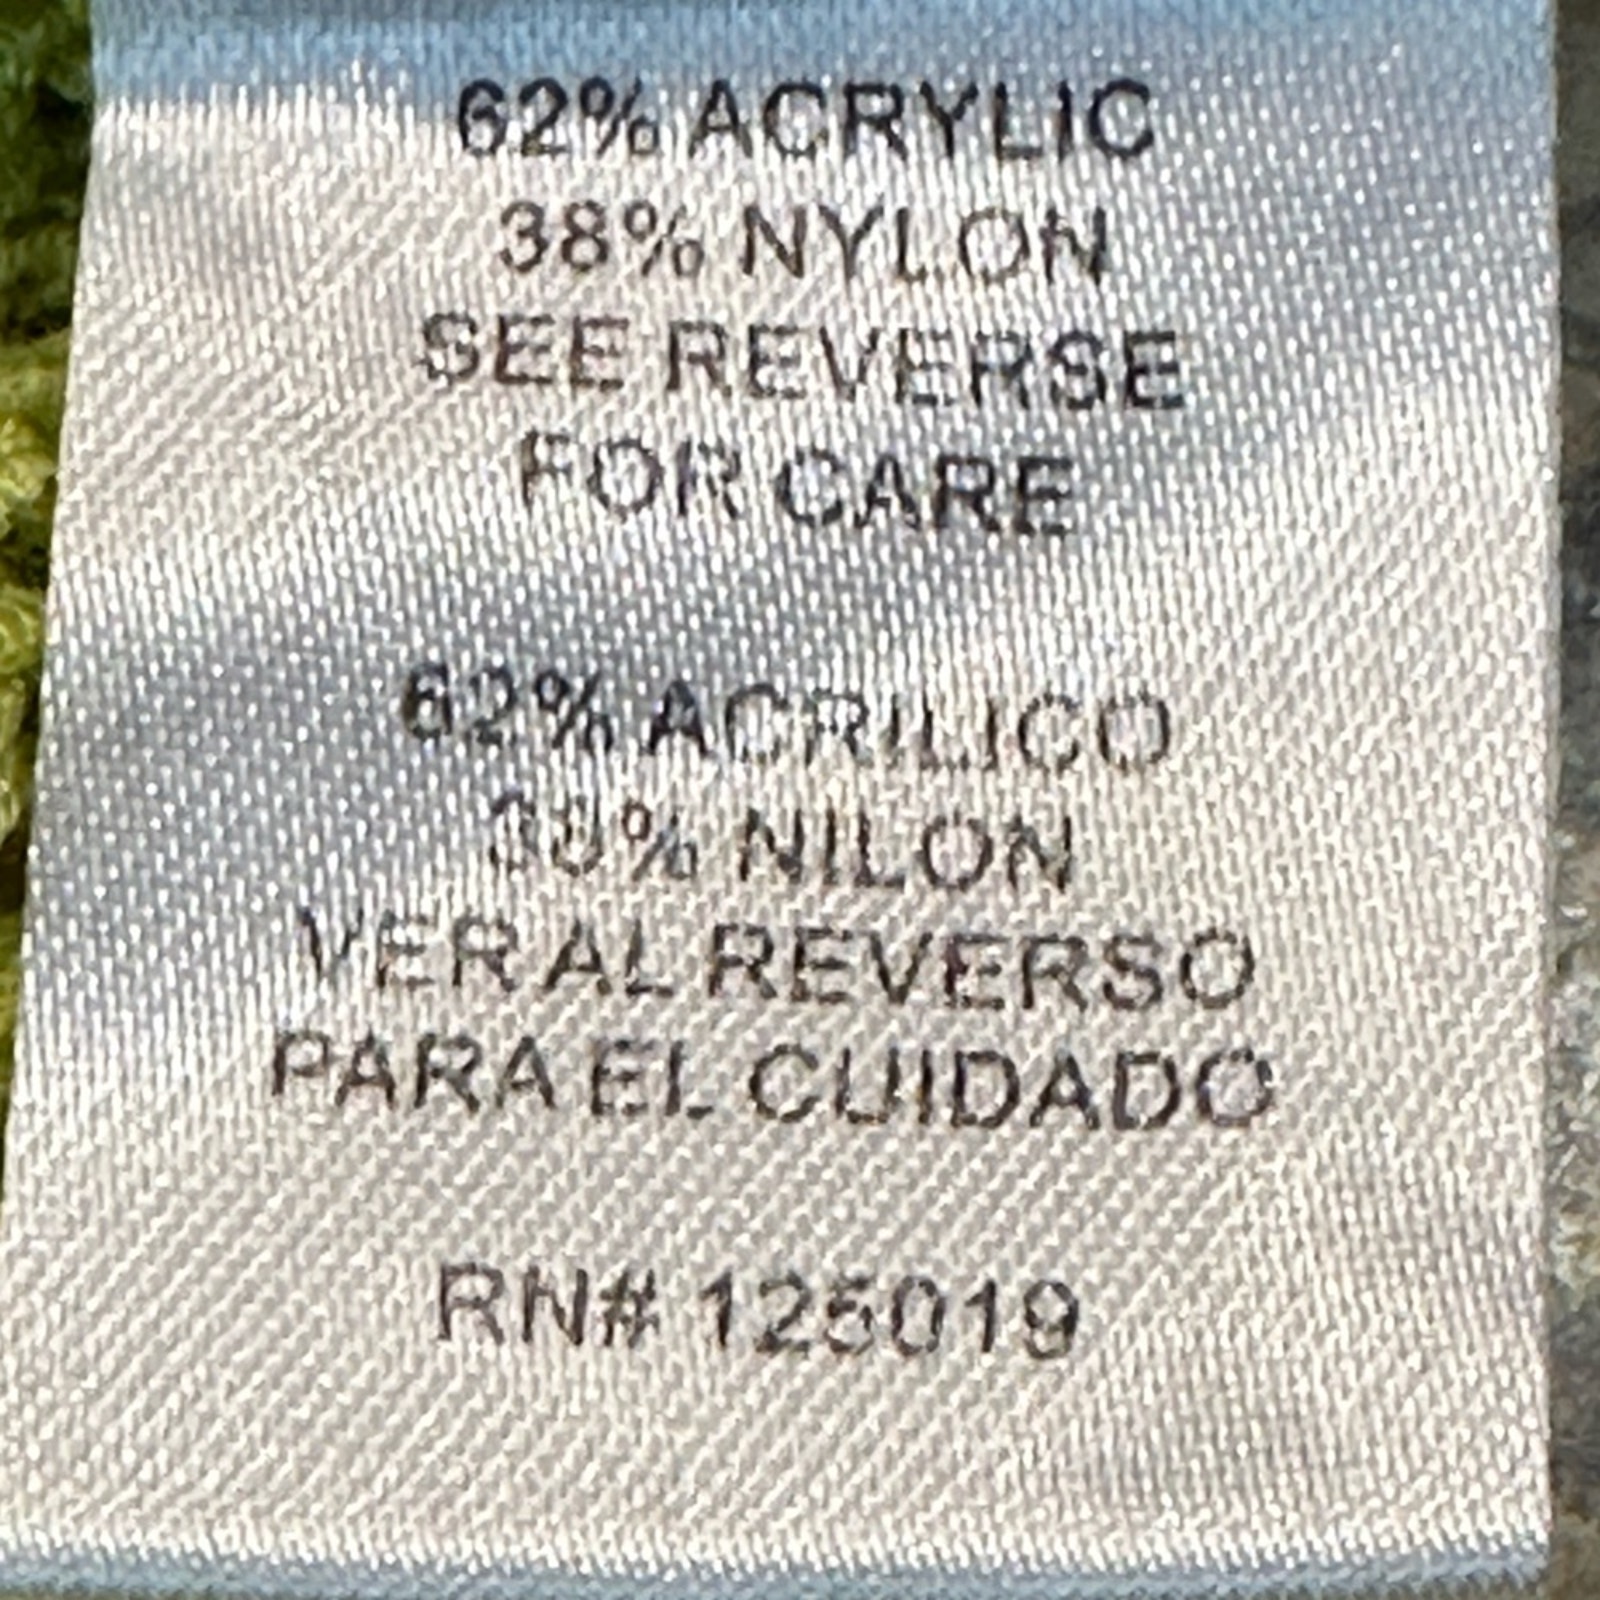 62% ACRYLIC
38% NYLON
SEE REVERSE
FOR CARE
62% ACRILICO
38% NILON
VER AL REVERSO
PARA EL CUIDADO
RN# 125019